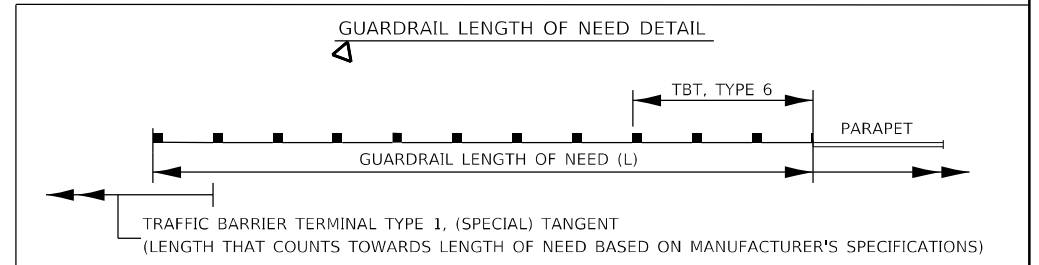 GUARDRAIL LENGTH OF NEED DETAIL
TBT, TYPE 6
PARAPET
GUARDRAIL LENGTH OF NEED (L)
TRAFFIC BARRIER TERMINAL TYPE 1, (SPECIAL) TANGENT
(LENGTH THAT COUNTS TOWARDS LENGTH OF NEED BASED ON MANUFACTURER'S SPECIFICATIONS)